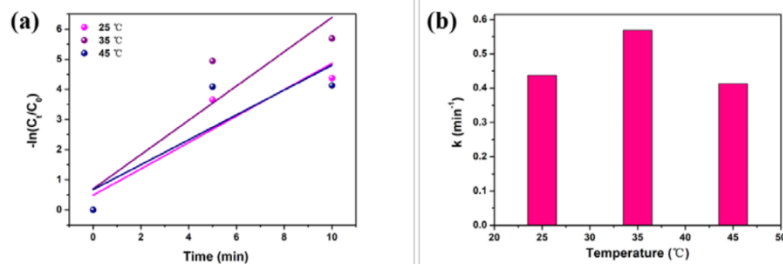 (a)
-ln(Ct/C0)
6
5
4
3
2
1
0
25 ℃
35 ℃
45 ℃
0 2 4 6 8 10
Time (min)
(b)
k (min-1)
0.6
0.5
0.4
0.3
0.2
0.1
0.0
20 25 30 35 40 45 50
Temperature (℃)